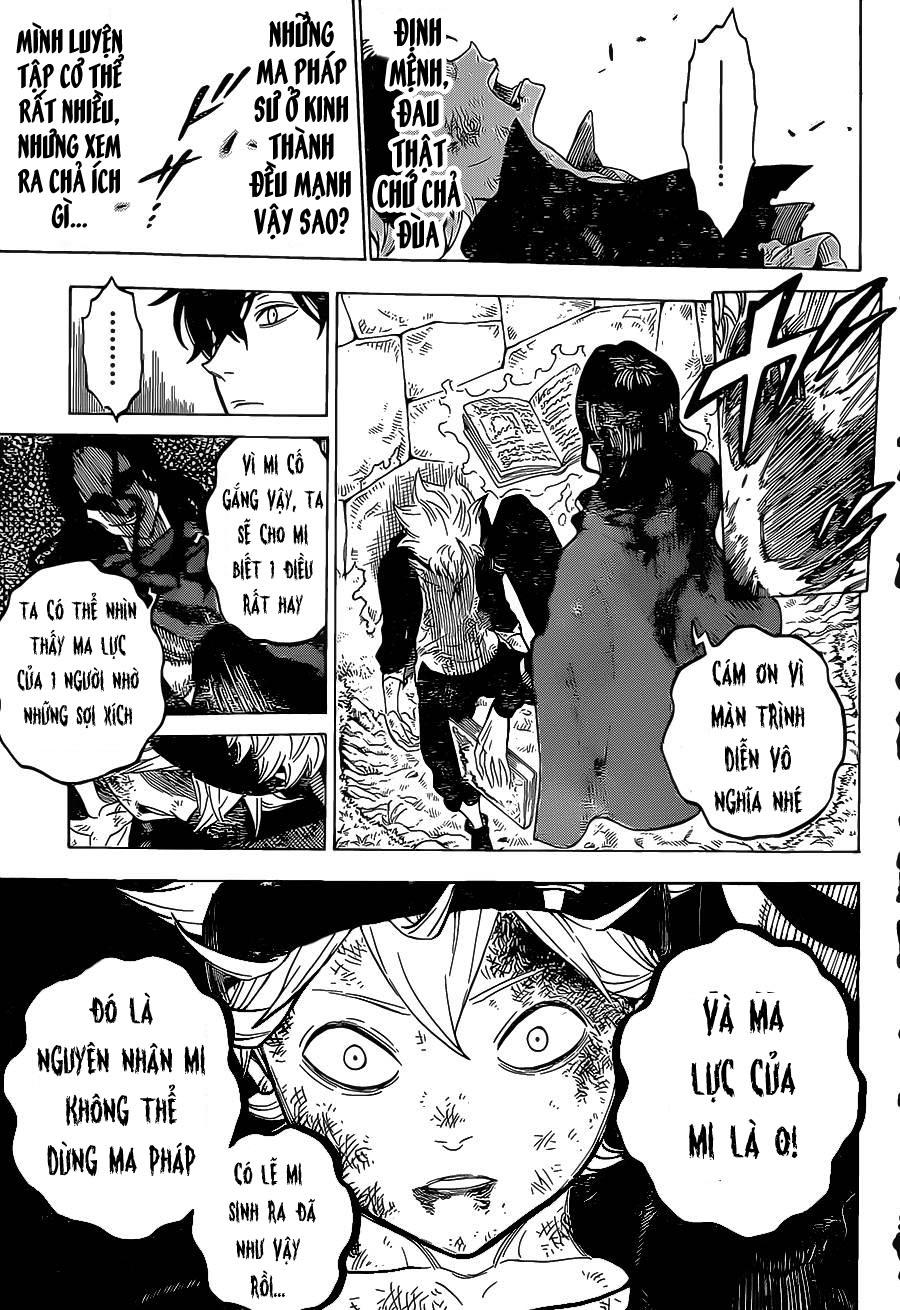 ………
ĐỊNH
MỆNH,
ĐAU
THẬT
CHỨ CHẢ
ĐÙA
NHỮNG
MA PHÁP
SƯ Ở KINH
THÀNH
ĐỀU MẠNH
VẬY SAO?
MÌNH LUYỆN
TẬP CƠ THỂ
RẤT NHIỀU,
NHƯNG XEM
RA CHẢ ÍCH
GÌ...
CÁM ƠN VÌ
MÀN TRÌNH
DIỄN VÔ
NGHĨA NHÉ
………
VÌ MI CỐ
GẮNG VẬY, TA
SẼ CHO MI
BIẾT 1 ĐIỀU
RẤT HAY
TA CÓ THỂ NHÌN
THẤY MA LỰC
CỦA 1 NGƯỜI NHỜ
NHỮNG SỢI XÍCH
VÀ MA
LỰC CỦA
MI LÀ 0!
ĐÓ LÀ
NGUYÊN NHÂN MI
KHÔNG THỂ
DÙNG MA PHÁP
CÓ LẼ MI
SINH RA ĐÃ
NHƯ VẬY
RỒI...